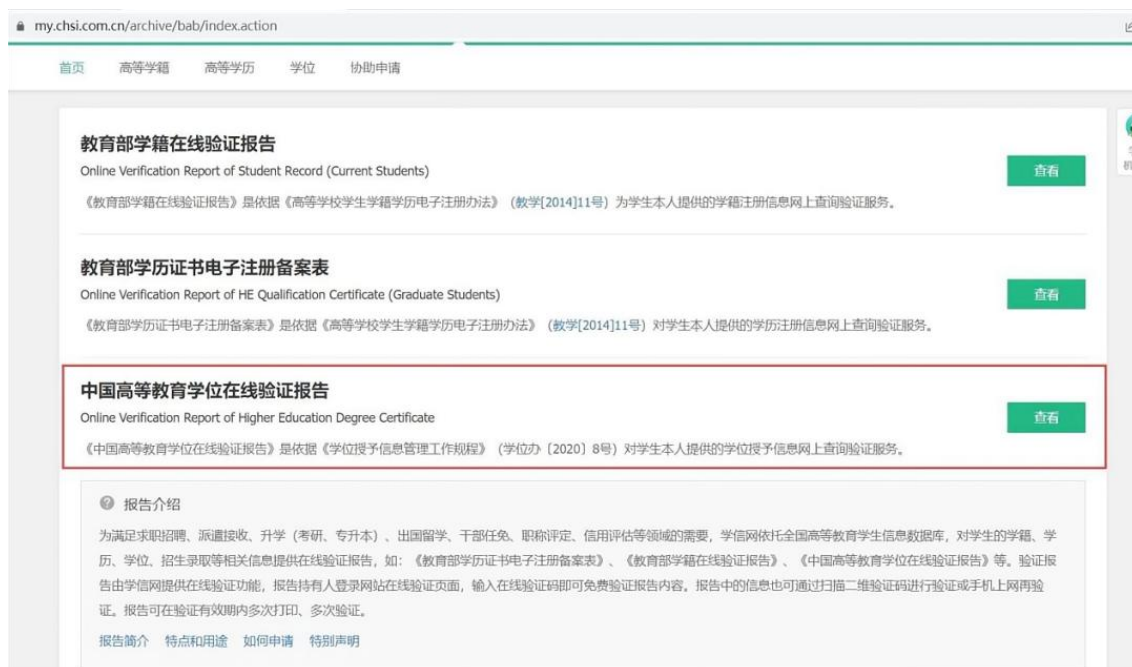 my.chsi.com.cn/archive/bab/index.action
首页 高等学籍 高等学历 学位 协助申请
教育部学籍在线验证报告
Online Verification Report of Student Record (Current Students)
查看
《教育部学籍在线验证报告》是依据《高等学校学生学籍学历电子注册办法》（教学[2014]11号）为学生本人提供的学籍注册信息网上查询验证服务。
教育部学历证书电子注册备案表
Online Verification Report of HE Qualification Certificate (Graduate Students)
查看
《教育部学历证书电子注册备案表》是依据《高等学校学生学籍学历电子注册办法》（教学[2014]11号）对学生本人提供的学历注册信息网上查询验证服务。
中国高等教育学位在线验证报告
Online Verification Report of Higher Education Degree Certificate
查看
《中国高等教育学位在线验证报告》是依据《学位授予信息管理工作规程》（学位办〔2020〕8号）对学生本人提供的学位授予信息网上查询验证服务。
报告介绍
为满足求职招聘、派遣接收、升学（考研、专升本）、出国留学、干部任免、职称评定、信用评估等领域的需要，学信网依托全国高等教育学生信息数据库，对学生的学籍、学
历、学位、招生录取等相关信息提供在线验证报告，如：《教育部学历证书电子注册备案表》、《教育部学籍在线验证报告》、《中国高等教育学位在线验证报告》等。验证报
告由学信网提供在线验证功能，报告持有人登录网站在线验证页面，输入在线验证码即可免费验证报告内容。报告中的信息也可通过扫描二维验证码进行验证或手机上网再验
证。报告可在验证有效期内多次打印、多次验证。
报告简介 特点和用途 如何申请 特别声明